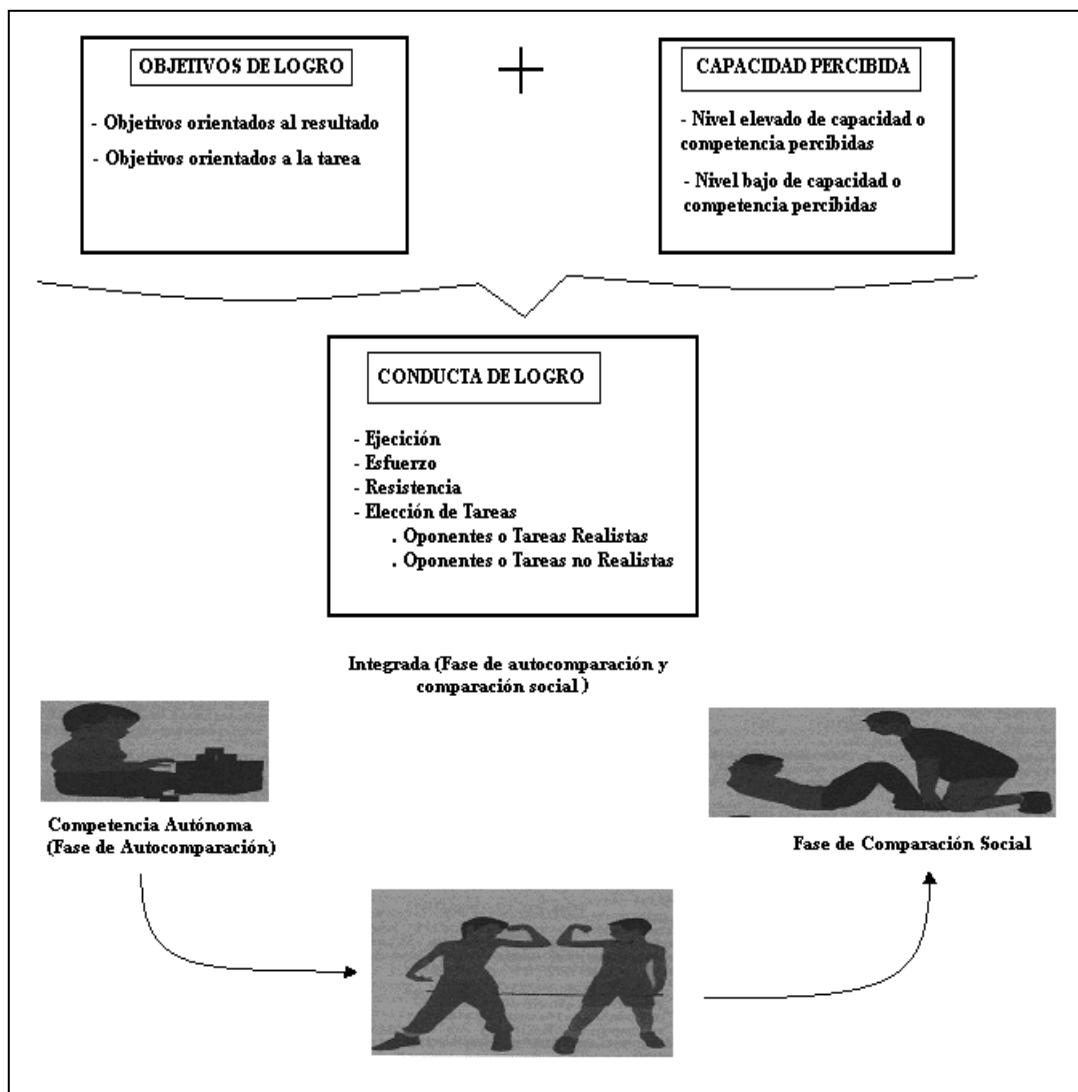 OBJETIVOS DE LOGRO
- Objetivos orientados al resultado
- Objetivos orientados a la tarea
+
CAPACIDAD PERCIBIDA
- Nivel elevado de capacidad o
competencia percibidas
- Nivel bajo de capacidad o
competencia percibidas
CONDUCTA DE LOGRO
- Ejecición
- Esfuerzo
- Resistencia
- Elección de Tareas
. Oponentes o Tareas Realistas
. Oponentes o Tareas no Realistas
Integrada (Fase de autocomparación y
comparación social )
Competencia Autónoma
(Fase de Autocomparación)
Fase de Comparación Social